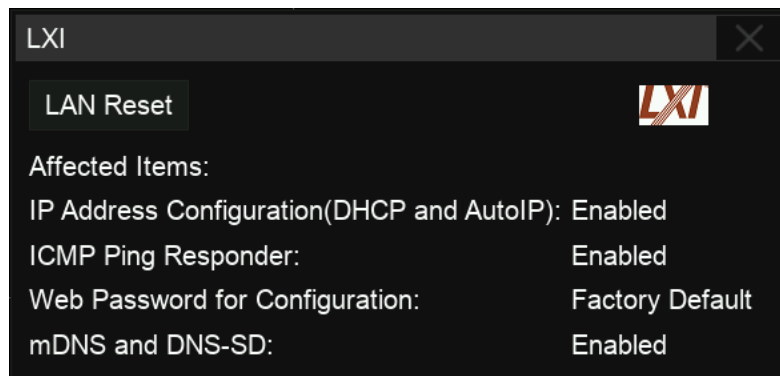 LXI
LAN Reset
LXI
Affected Items:
IP Address Configuration(DHCP and AutoIP): Enabled
ICMP Ping Responder: Enabled
Web Password for Configuration: Factory Default
mDNS and DNS-SD: Enabled